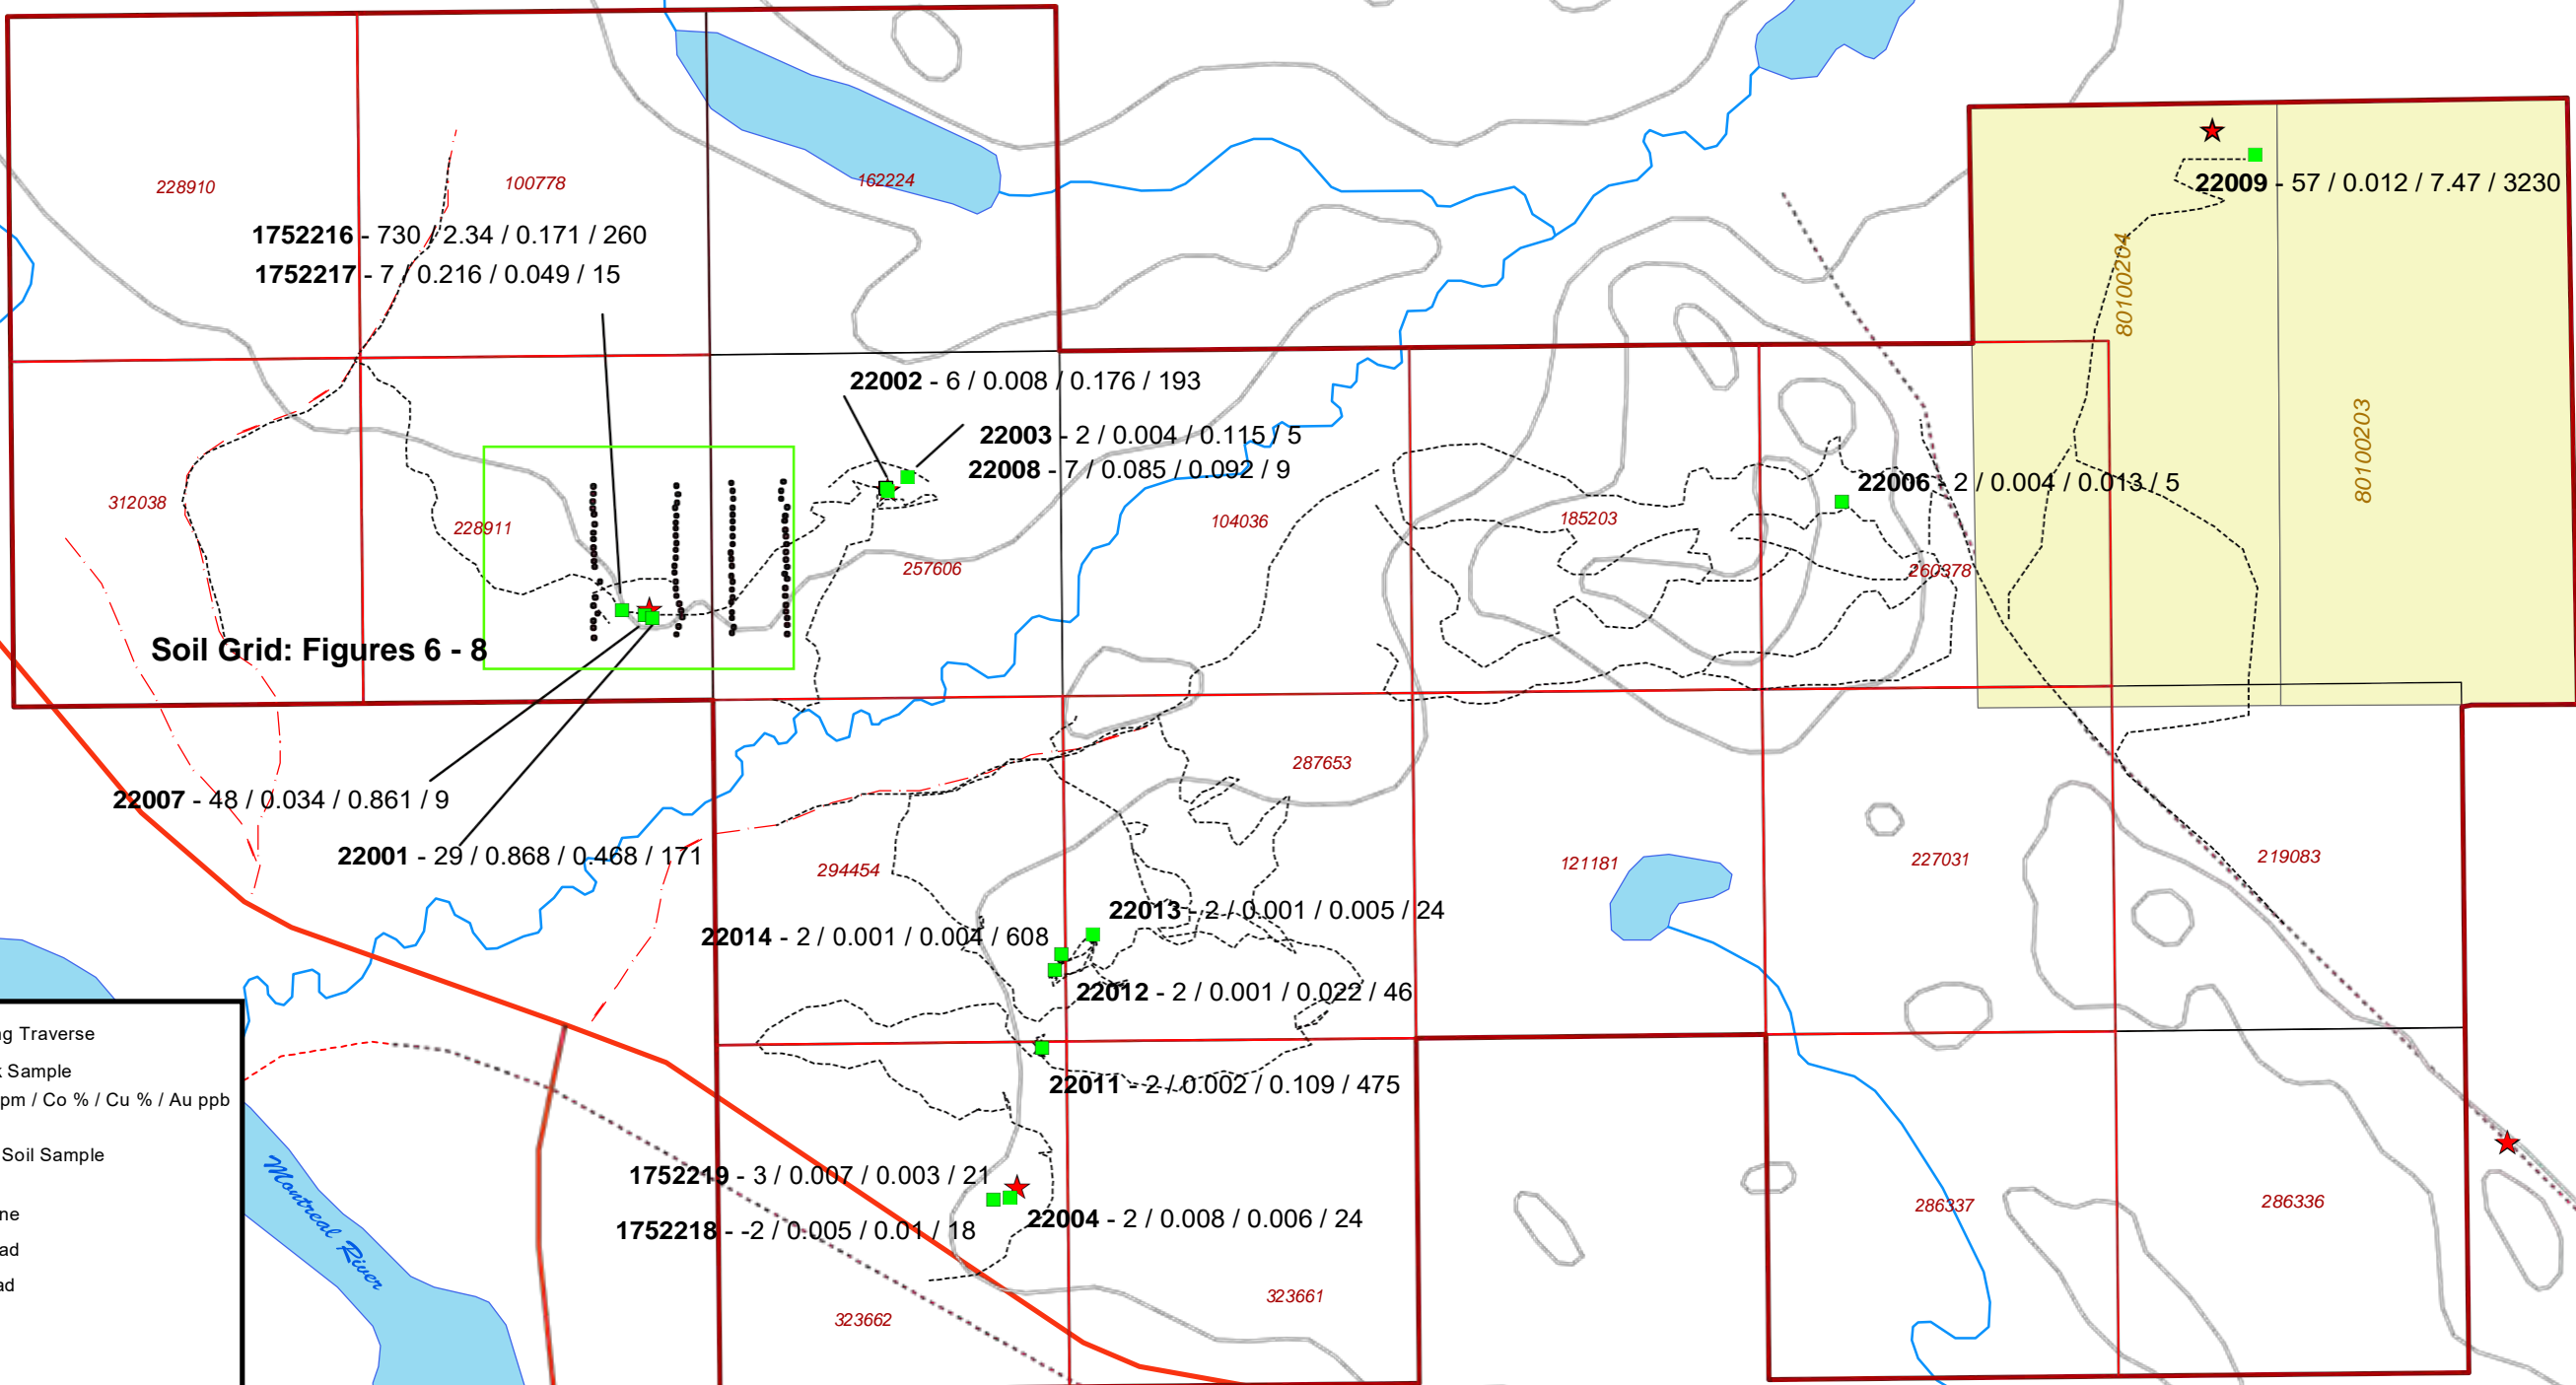 228910
100778
162224
22009 - 57 / 0.012 / 7.47 / 3230
1752216 - 730 / 2.34 / 0.171 / 260
1752217 - 7 / 0.216 / 0.049 / 15
80100204
80100203
22002 - 6 / 0.008 / 0.176 / 193
22003 - 2 / 0.004 / 0.115 / 5
22008 - 7 / 0.085 / 0.092 / 9
22006 - 2 / 0.004 / 0.013 / 5
312038
228911
104036
185203
257606
260378
Soil Grid: Figures 6 - 8
287653
22007 - 48 / 0.034 / 0.861 / 9
22001 - 29 / 0.868 / 0.468 / 171
294454
121181
227031
219083
22013 - 2 / 0.001 / 0.005 / 24
22014 - 2 / 0.001 / 0.004 / 608
22012 - 2 / 0.001 / 0.022 / 46
22011 - 2 / 0.002 / 0.109 / 475
1752219 - 3 / 0.007 / 0.003 / 21
1752218 - -2 / 0.005 / 0.01 / 18
22004 - 2 / 0.008 / 0.006 / 24
286337
286336
323661
323662
g Traverse
Sample
pm / Co % / Cu % / Au ppb
Soil Sample
ne
ad
ad
Montreal River